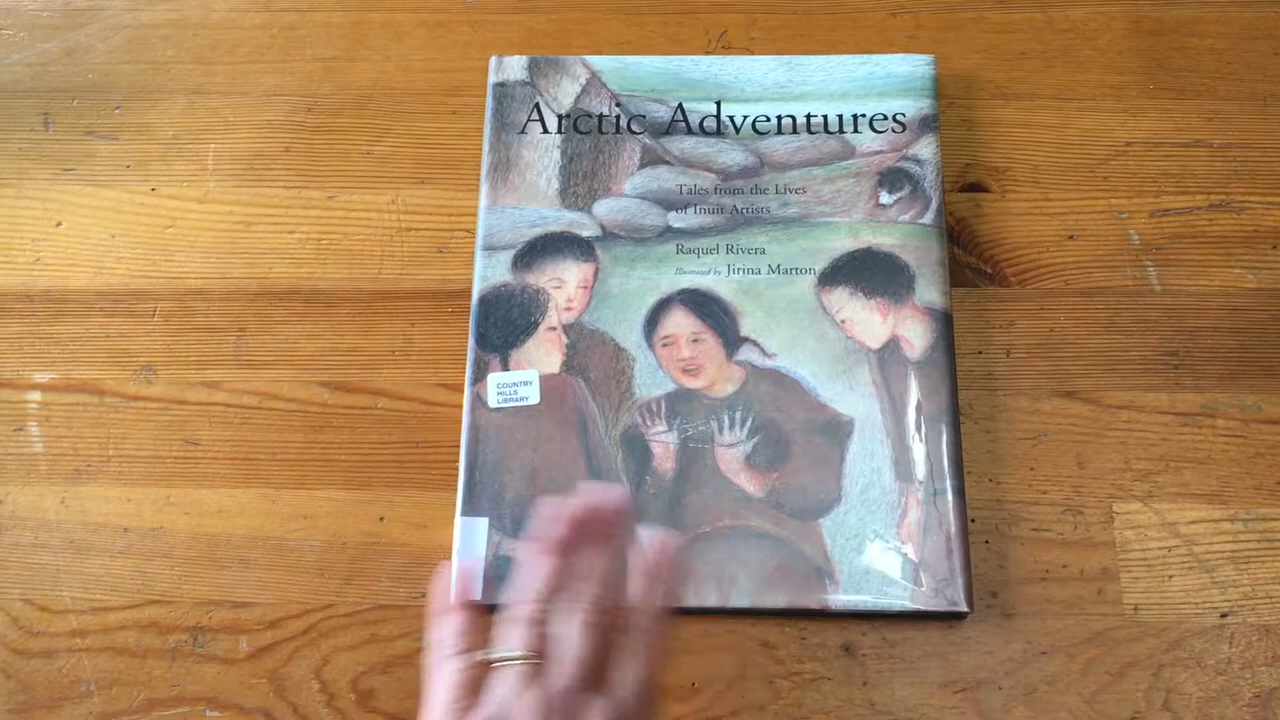 Arctic Adventures
Tales from the Lives
of Inuit Artists
Raquel Rivera
Illustrated by Jirina Marton
COUNTRY
HILLS
LIBRARY